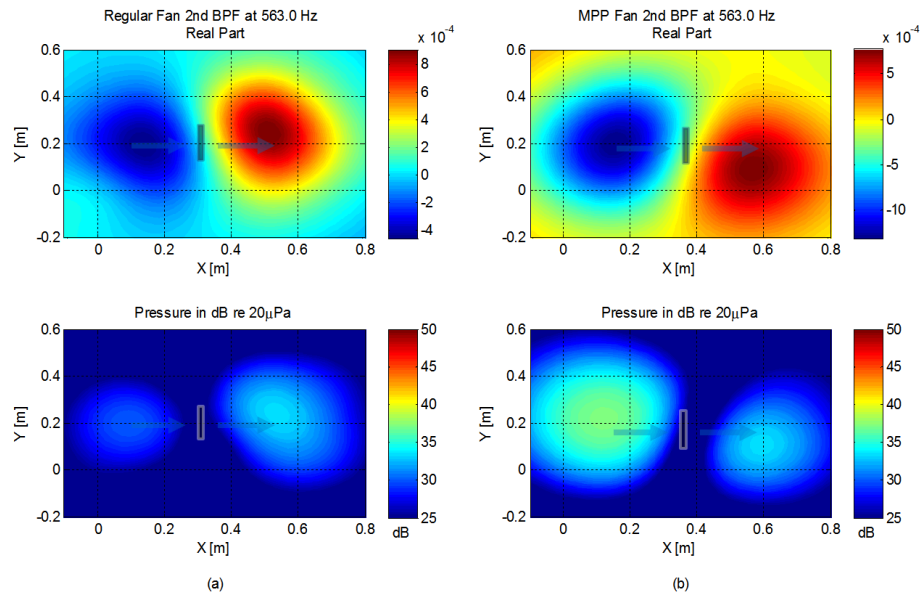 Regular Fan 2nd BPF at 563.0 Hz
Real Part
x 10⁻⁴
0.6
0.4
0.2
0
-0.2
Y [m]
0 0.2 0.4 0.6 0.8
X [m]
8
6
4
2
0
-2
-4
MPP Fan 2nd BPF at 563.0 Hz
Real Part
x 10⁻⁴
0.6
0.4
0.2
0
-0.2
Y [m]
0 0.2 0.4 0.6 0.8
X [m]
5
0
-5
-10
Pressure in dB re 20μPa
0.6
0.4
0.2
0
-0.2
Y [m]
0 0.2 0.4 0.6 0.8
X [m]
50
45
40
35
30
25
dB
Pressure in dB re 20μPa
0.6
0.4
0.2
0
-0.2
Y [m]
0 0.2 0.4 0.6 0.8
X [m]
50
45
40
35
30
25
dB
(a)
(b)